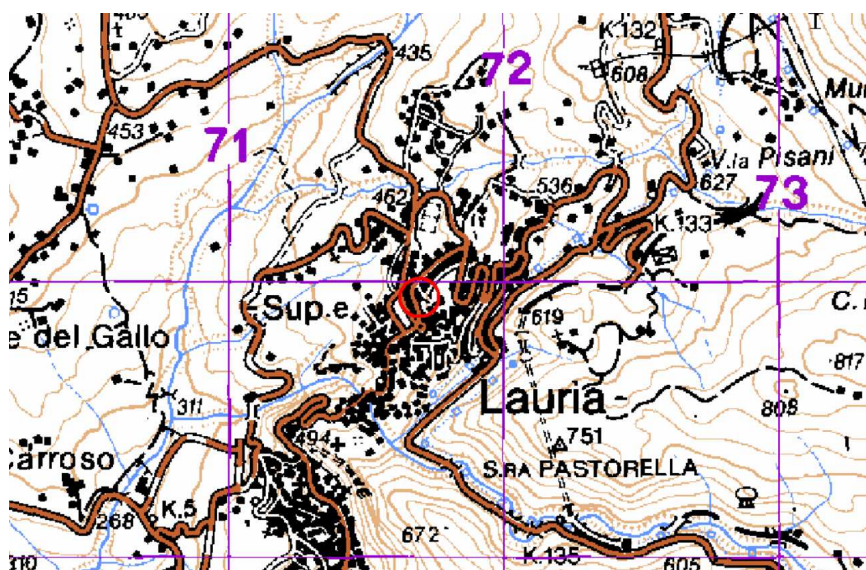 K.132
435
72
608
Mu
453
71
V.la Pisani
462
536
627
73
K.133
15
Sup.e
619
C.
e del Gallo
817
311
Lauria
808
494
751
Carroso
S.RA PASTORELLA
K.5
268
672
K.135
310
605